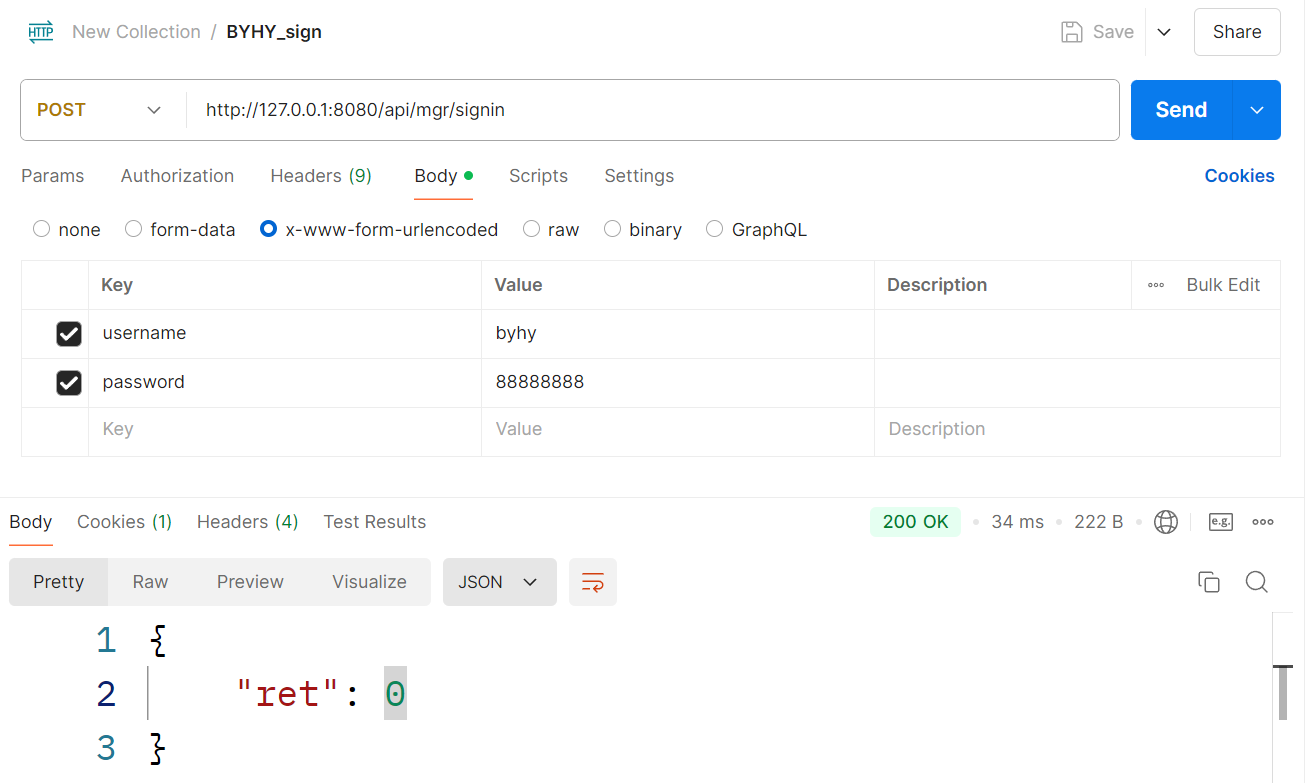 HTTP New Collection / BYHY_sign Save Share
POST http://127.0.0.1:8080/api/mgr/signin Send
Params Authorization Headers (9) Body Scripts Settings Cookies
none form-data x-www-form-urlencoded raw binary GraphQL
Key Value Description Bulk Edit
username byhy
password 88888888
Key Value Description
Body Cookies (1) Headers (4) Test Results 200 OK 34 ms 222 B e.g.
Pretty Raw Preview Visualize JSON
1 {
2 "ret": 0
3 }